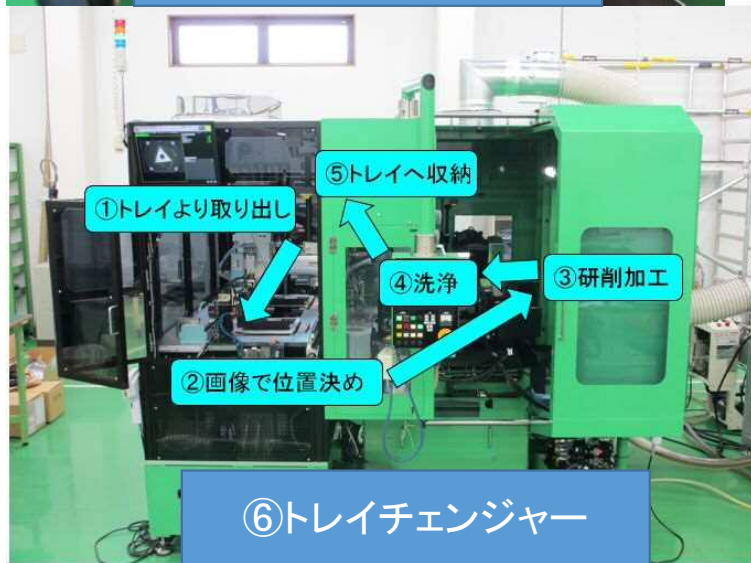 ①トレイより取り出し
②画像で位置決め
③研削加工
④洗浄
⑤トレイへ収納
⑥トレイチェンジャー